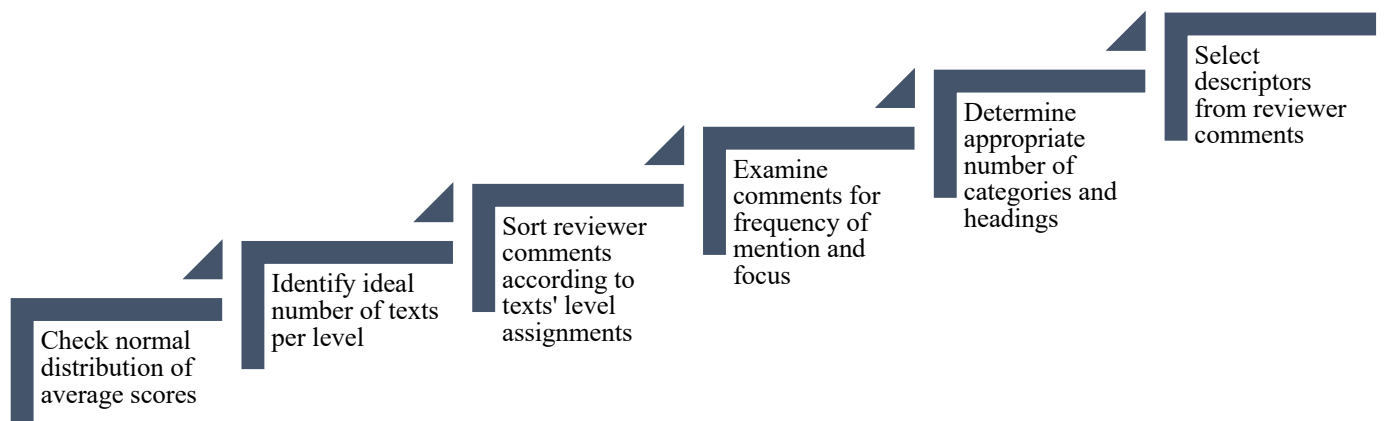 Check normal
distribution of
average scores
Identify ideal
number of texts
per level
Sort reviewer
comments
according to
texts' level
assignments
Examine
comments for
frequency of
mention and
focus
Determine
appropriate
number of
categories and
headings
Select
descriptors
from reviewer
comments